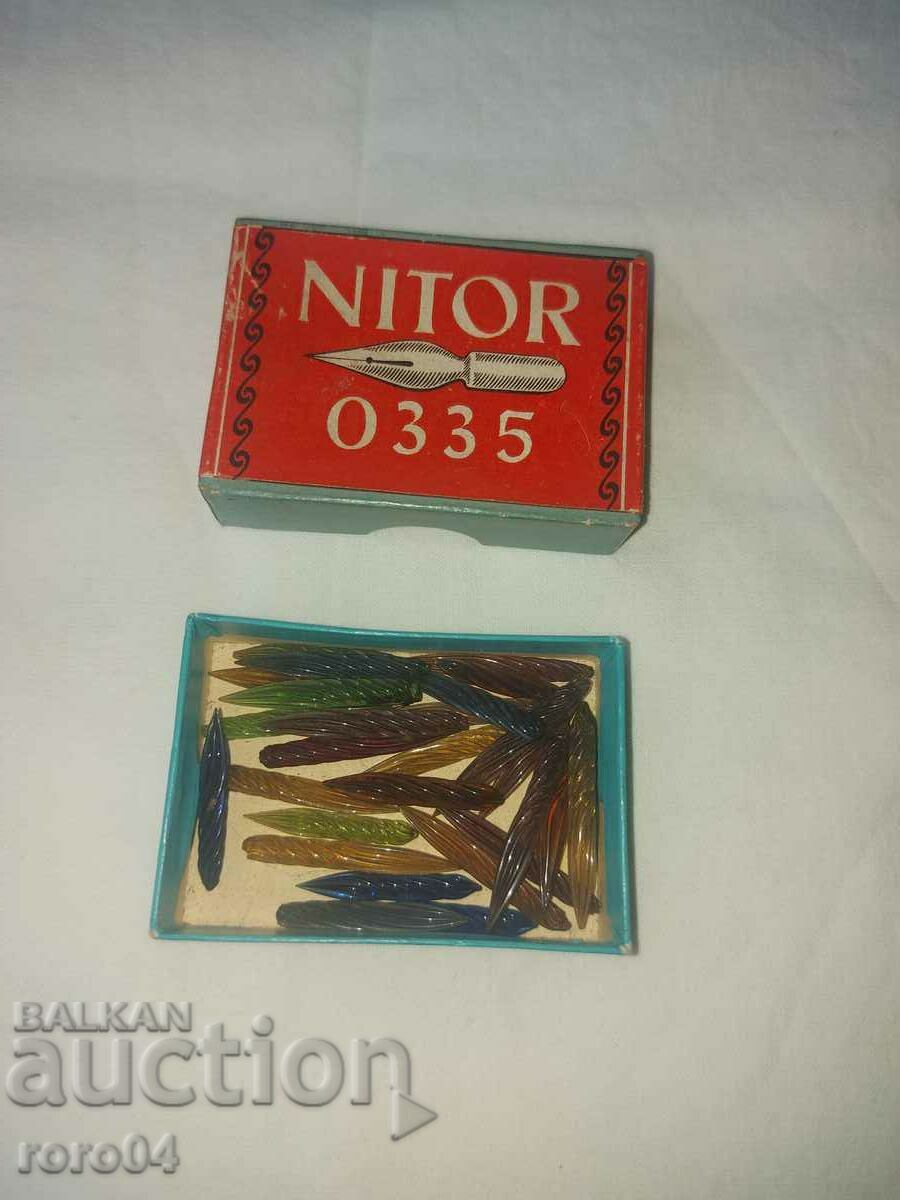 NITOR
0335
BALKAN
auction
roro04